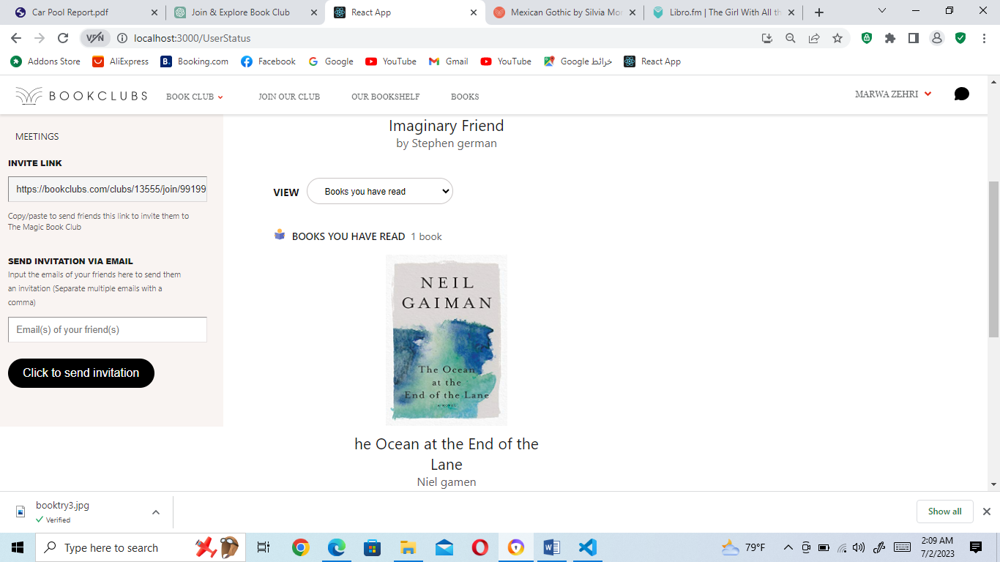 Car Pool Report.pdf
Join & Explore Book Club
React App
Mexican Gothic by Silvia Mor
Libro.fm | The Girl With All th
VPN
localhost:3000/UserStatus
Addons Store
AliExpress
B.
Booking.com
Facebook
Google
YouTube
Gmail
YouTube
خرائط Google
React App
BOOKCLUBS
BOOK CLUB
JOIN OUR CLUB
OUR BOOKSHELF
BOOKS
MARWA ZEHRI
MEETINGS
INVITE LINK
https://bookclubs.com/clubs/13555/join/99199
Copy/paste to send friends this link to invite them to
The Magic Book Club
SEND INVITATION VIA EMAIL
Input the emails of your friends here to send them
an invitation (Separate multiple emails with a
comma)
Email(s) of your friend(s)
Click to send invitation
Imaginary Friend
by Stephen german
VIEW
Books you have read
BOOKS YOU HAVE READ 1 book
NEIL
GAIMAN
The Ocean
at the
End of the Lane
A NOVEL
he Ocean at the End of the
Lane
Niel gamen
booktry3.jpg
Verified
Show all
Type here to search
79°F
2:09 AM
7/2/2023